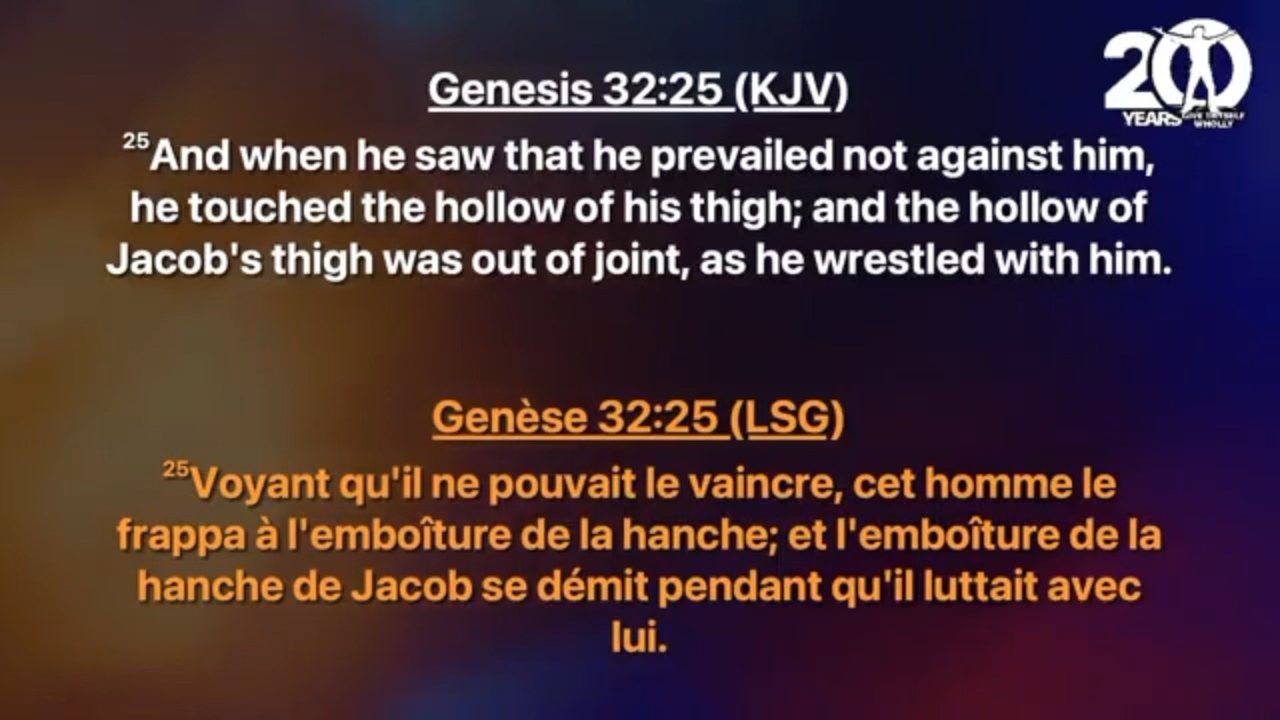 Genesis 32:25 (KJV)
20
YEARS
GIVE THYSELF
WHOLLY
25And when he saw that he prevailed not against him,
he touched the hollow of his thigh; and the hollow of
Jacob's thigh was out of joint, as he wrestled with him.
Genèse 32:25 (LSG)
25Voyant qu'il ne pouvait le vaincre, cet homme le
frappa à l'emboîture de la hanche; et l'emboîture de la
hanche de Jacob se démit pendant qu'il luttait avec
lui.